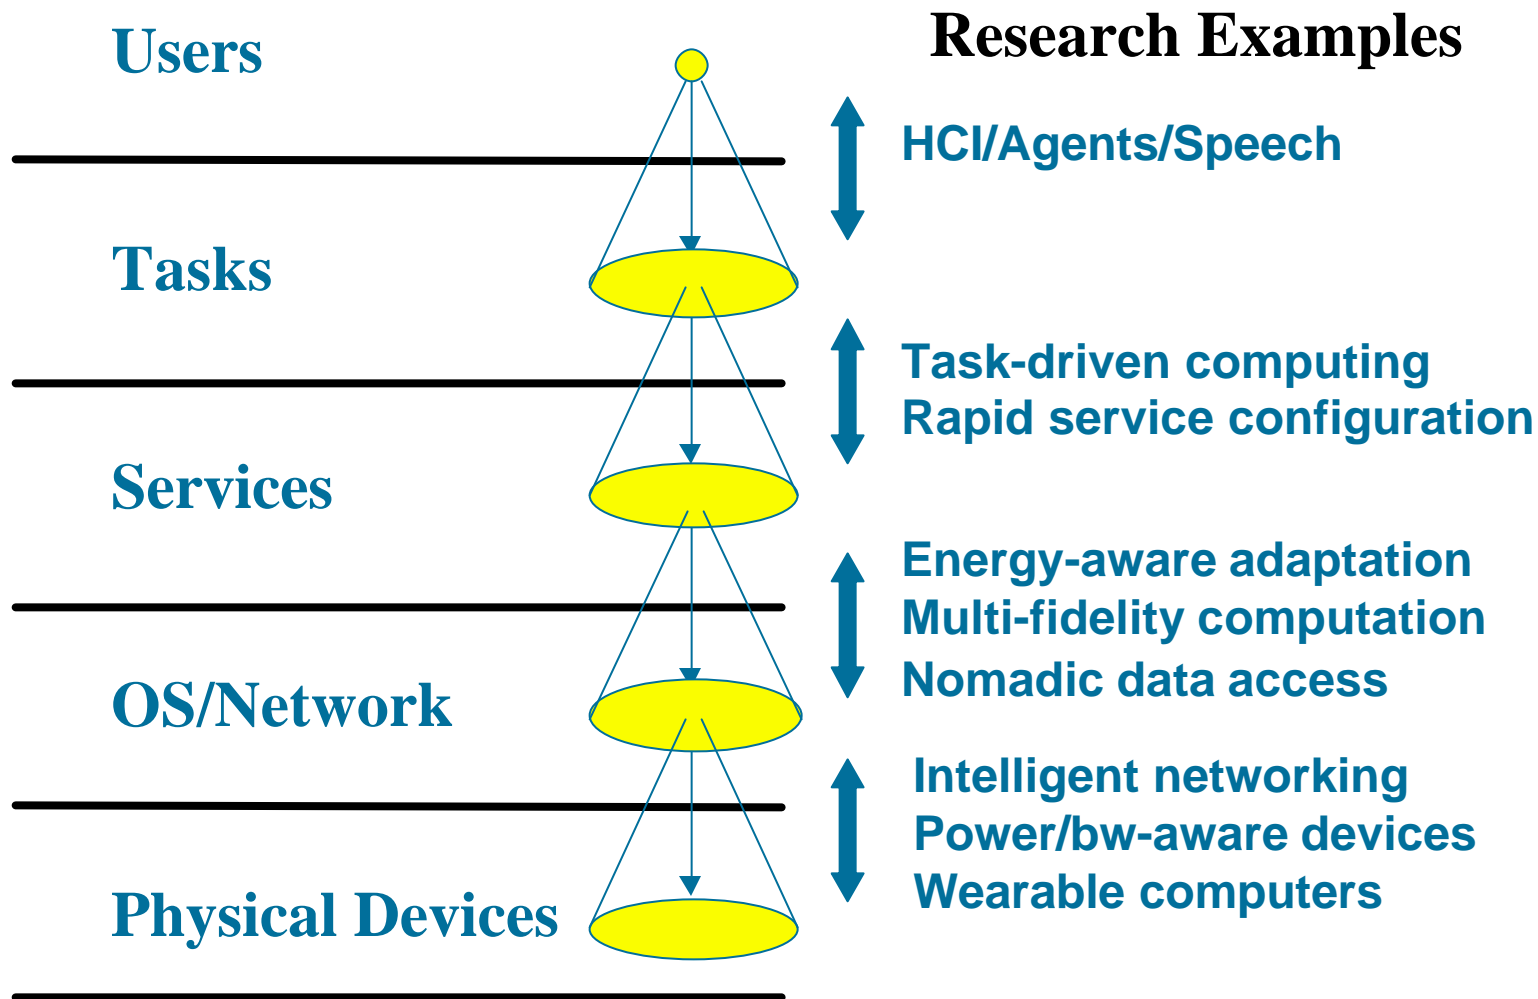 Users
Research Examples
HCI/Agents/Speech
Tasks
Task-driven computing
Rapid service configuration
Services
Energy-aware adaptation
Multi-fidelity computation
Nomadic data access
OS/Network
Intelligent networking
Power/bw-aware devices
Wearable computers
Physical Devices